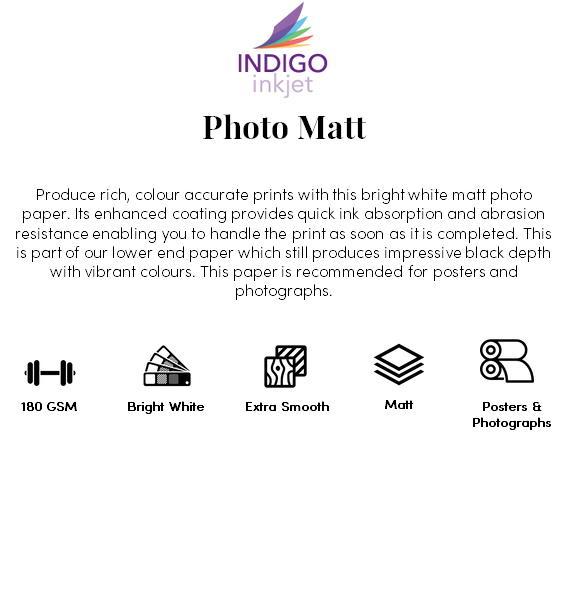 INDIGO
inkjet
Photo Matt
Produce rich, colour accurate prints with this bright white matt photo
paper. Its enhanced coating provides quick ink absorption and abrasion
resistance enabling you to handle the print as soon as it is completed. This
is part of our lower end paper which still produces impressive black depth
with vibrant colours. This paper is recommended for posters and
photographs.
180 GSM
Bright White
Extra Smooth
Matt
Posters &
Photographs